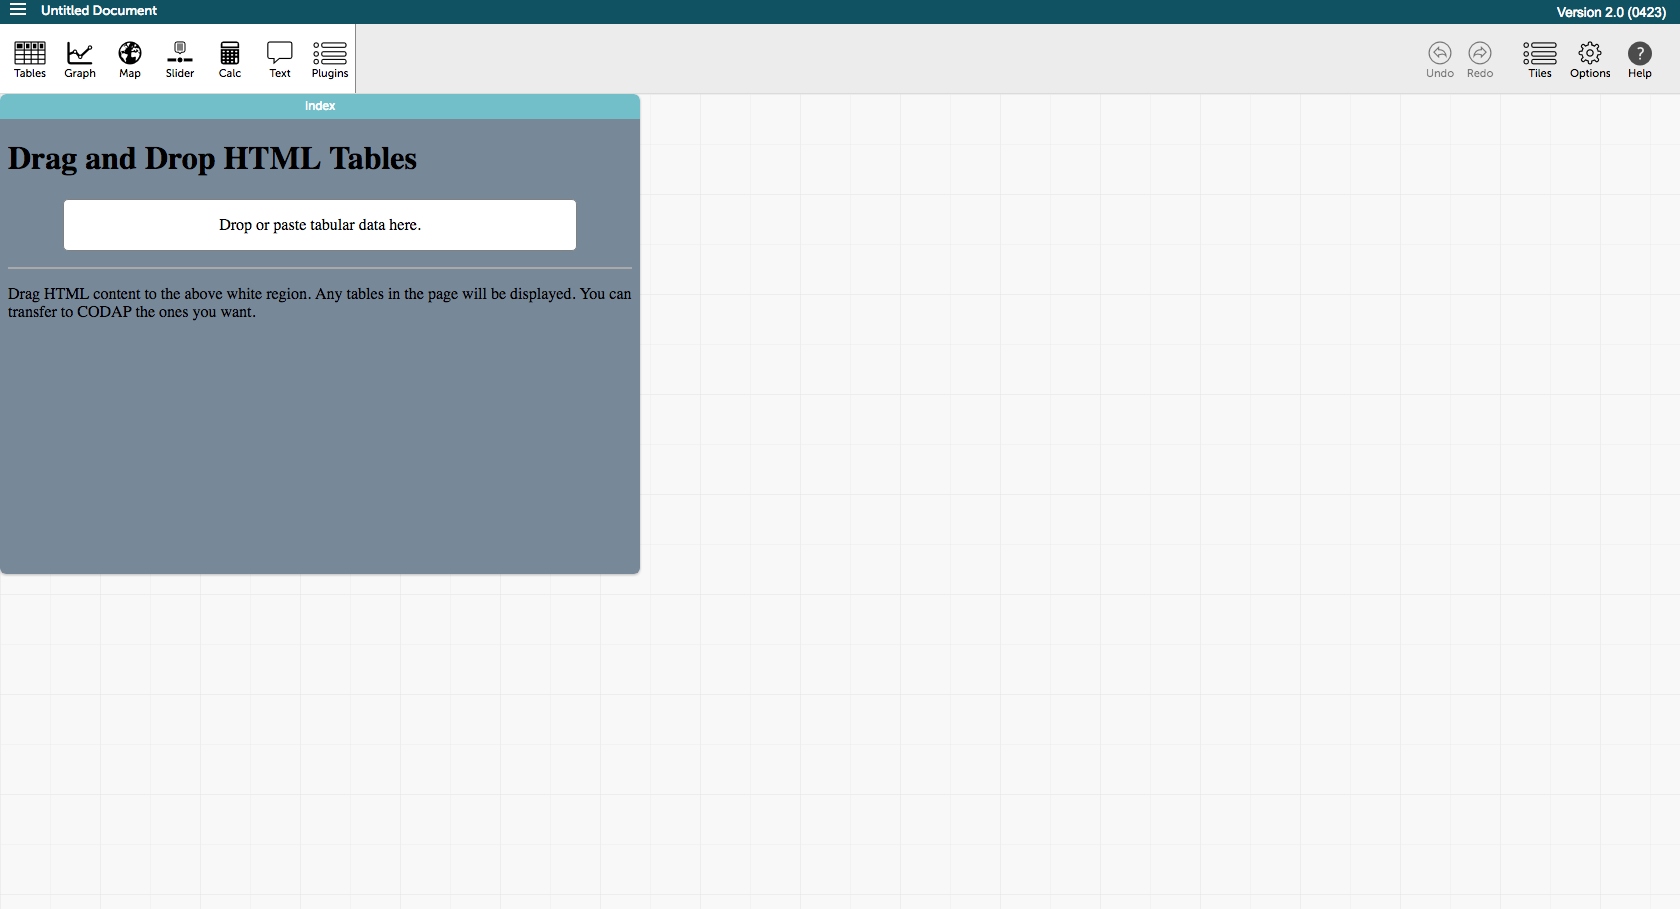 Untitled Document
Version 2.0 (0423)
Tables Graph Map Slider Calc Text Plugins
Undo Redo Tiles Options Help
?
Index
Drag and Drop HTML Tables
Drop or paste tabular data here.
Drag HTML content to the above white region. Any tables in the page will be displayed. You can
transfer to CODAP the ones you want.